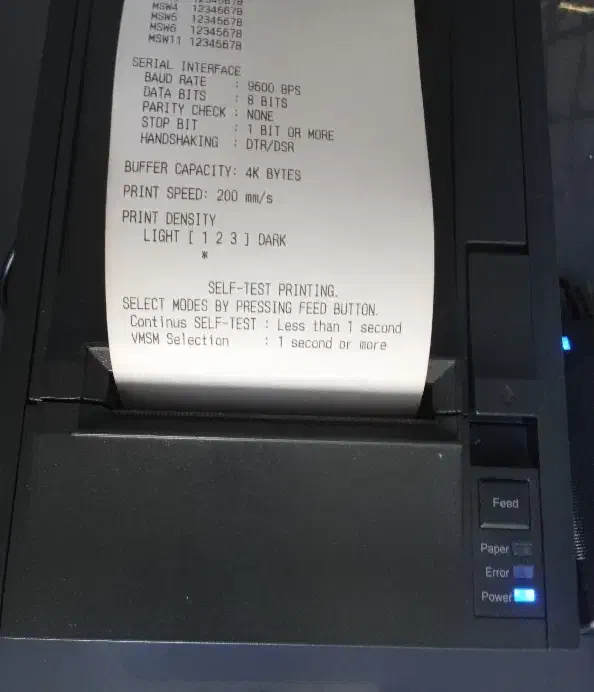 MSW4 12345678
MSW5 12345678
MSW6 12345678
MSW11 12345678
SERIAL INTERFACE
BAUD RATE : 9600 BPS
DATA BITS : 8 BITS
PARITY CHECK : NONE
STOP BIT : 1 BIT OR MORE
HANDSHAKING : DTR/DSR
BUFFER CAPACITY: 4K BYTES
PRINT SPEED: 200 mm/s
PRINT DENSITY
LIGHT [ 1 2 3 ] DARK
*
SELF-TEST PRINTING.
SELECT MODES BY PRESSING FEED BUTTON.
Continus SELF-TEST : Less than 1 second
VMSM Selection : 1 second or more
Feed
Paper
Error
Power